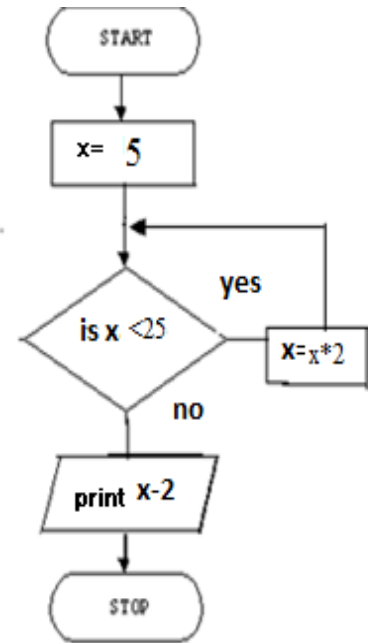 START
x= 5
yes
is x <25
x=x*2
no
print x-2
STOP